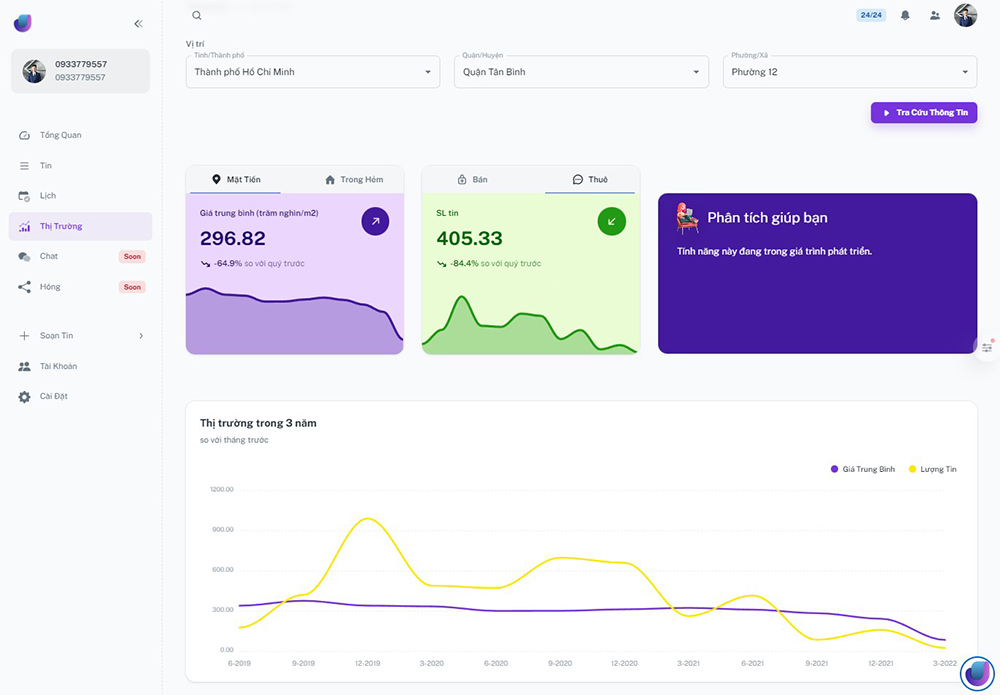 24/24
0933779557
0933779557
Tổng Quan
Tin
Lịch
Thị Trường
Chat
Soon
Hóng
Soon
Soạn Tin
Tài Khoản
Cài Đặt
Vị trí
Tỉnh/Thành phố
Thành phố Hồ Chí Minh
Quận/Huyện
Quận Tân Bình
Phường/Xã
Phường 12
Tra Cứu Thông Tin
Mặt Tiền
Trong Hẻm
Giá trung bình (trăm nghìn/m2)
296.82
-64.9% so với quý trước
Bán
Thuê
SL tin
405.33
-84.4% so với quý trước
Phân tích giúp bạn
Tính năng này đang trong giá trình phát triển.
Thị trường trong 3 năm
so với tháng trước
Giá Trung Bình
Lượng Tin
1200.00
900.00
600.00
300.00
0.00
6-2019
9-2019
12-2019
3-2020
6-2020
9-2020
12-2020
3-2021
6-2021
9-2021
12-2021
3-2022